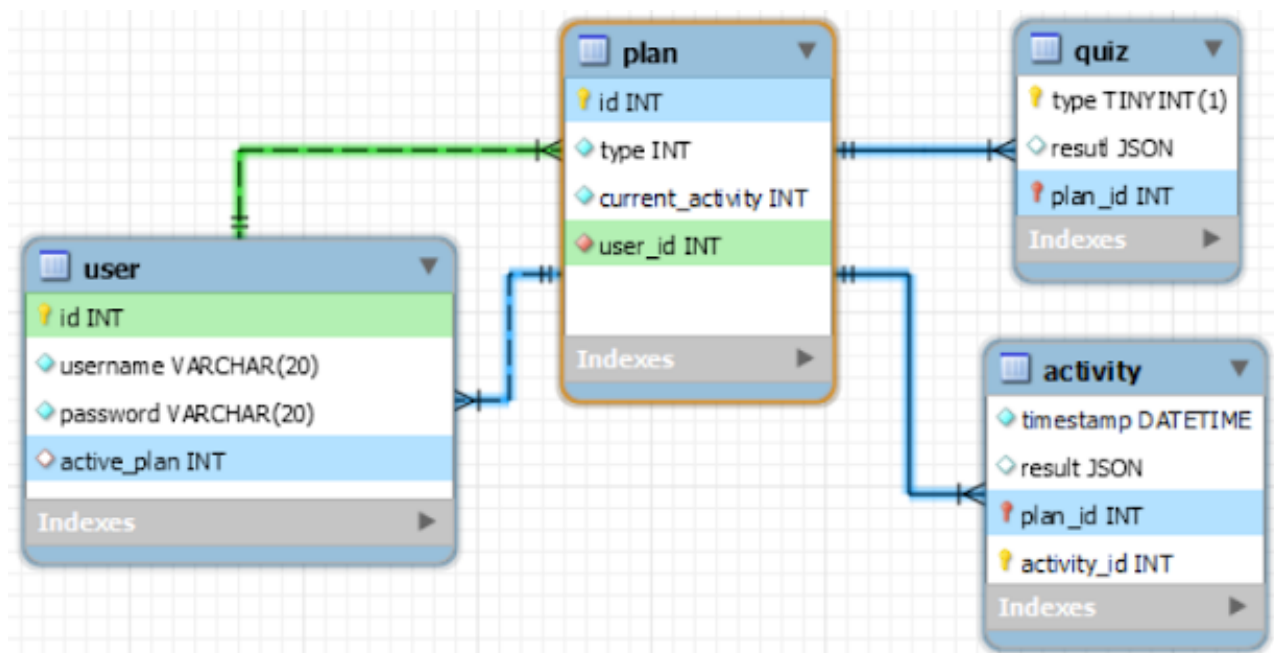 plan
id INT
type INT
current_activity INT
user_id INT
Indexes
quiz
type TINYINT(1)
resutl JSON
plan_id INT
Indexes
user
id INT
username VARCHAR(20)
password VARCHAR(20)
active_plan INT
Indexes
activity
timestamp DATETIME
result JSON
plan_id INT
activity_id INT
Indexes